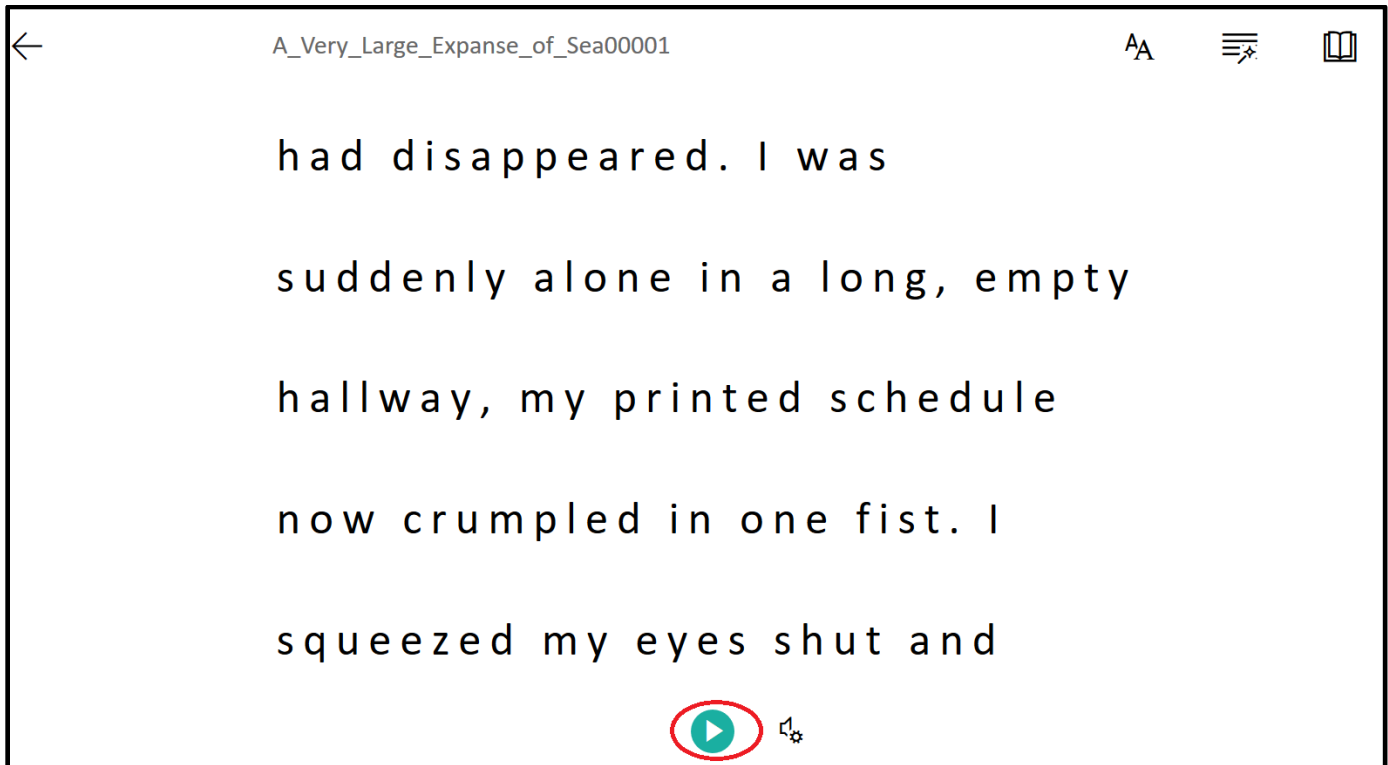 A_Very_Large_Expanse_of_Sea00001
AA
had disappeared. I was
suddenly alone in a long, empty
hallway, my printed schedule
now crumpled in one fist. I
squeezed my eyes shut and